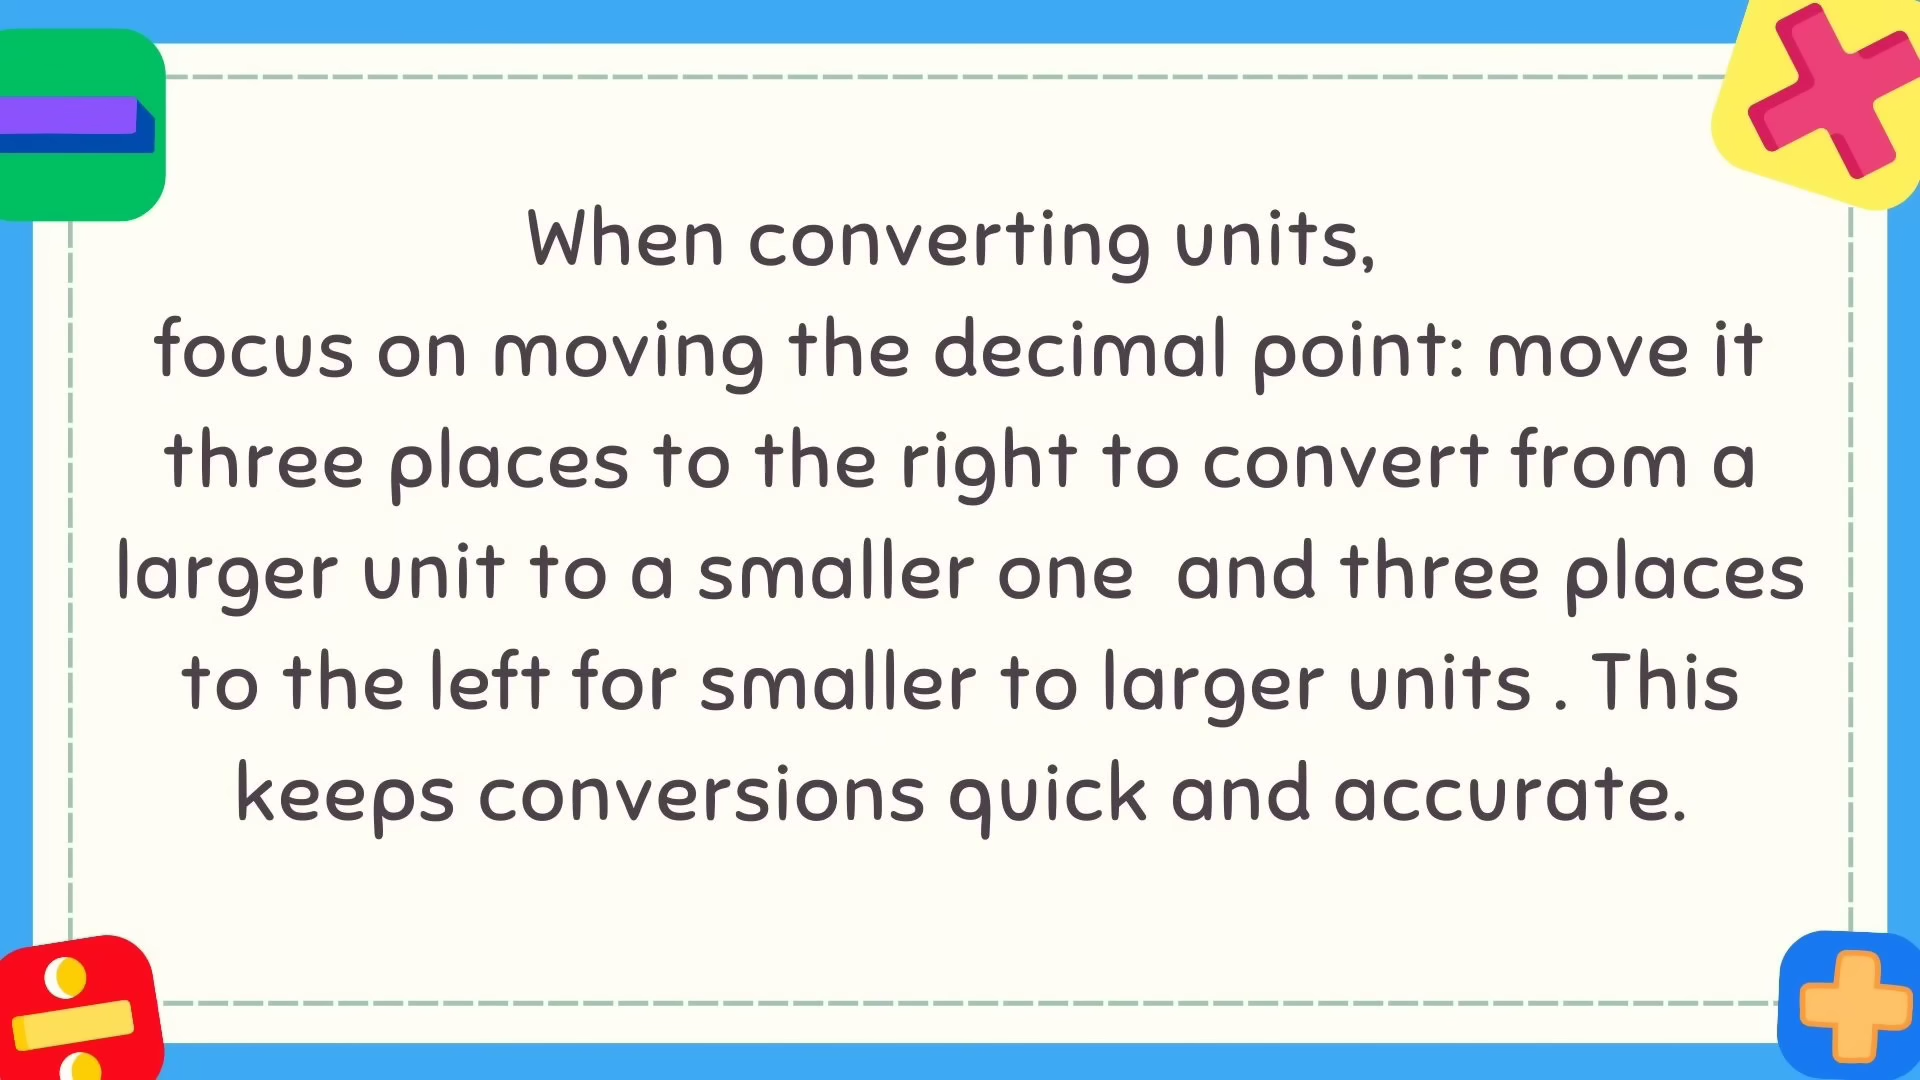 When converting units,
focus on moving the decimal point: move it
three places to the right to convert from a
larger unit to a smaller one  and three places
to the left for smaller to larger units . This
keeps conversions quick and accurate.